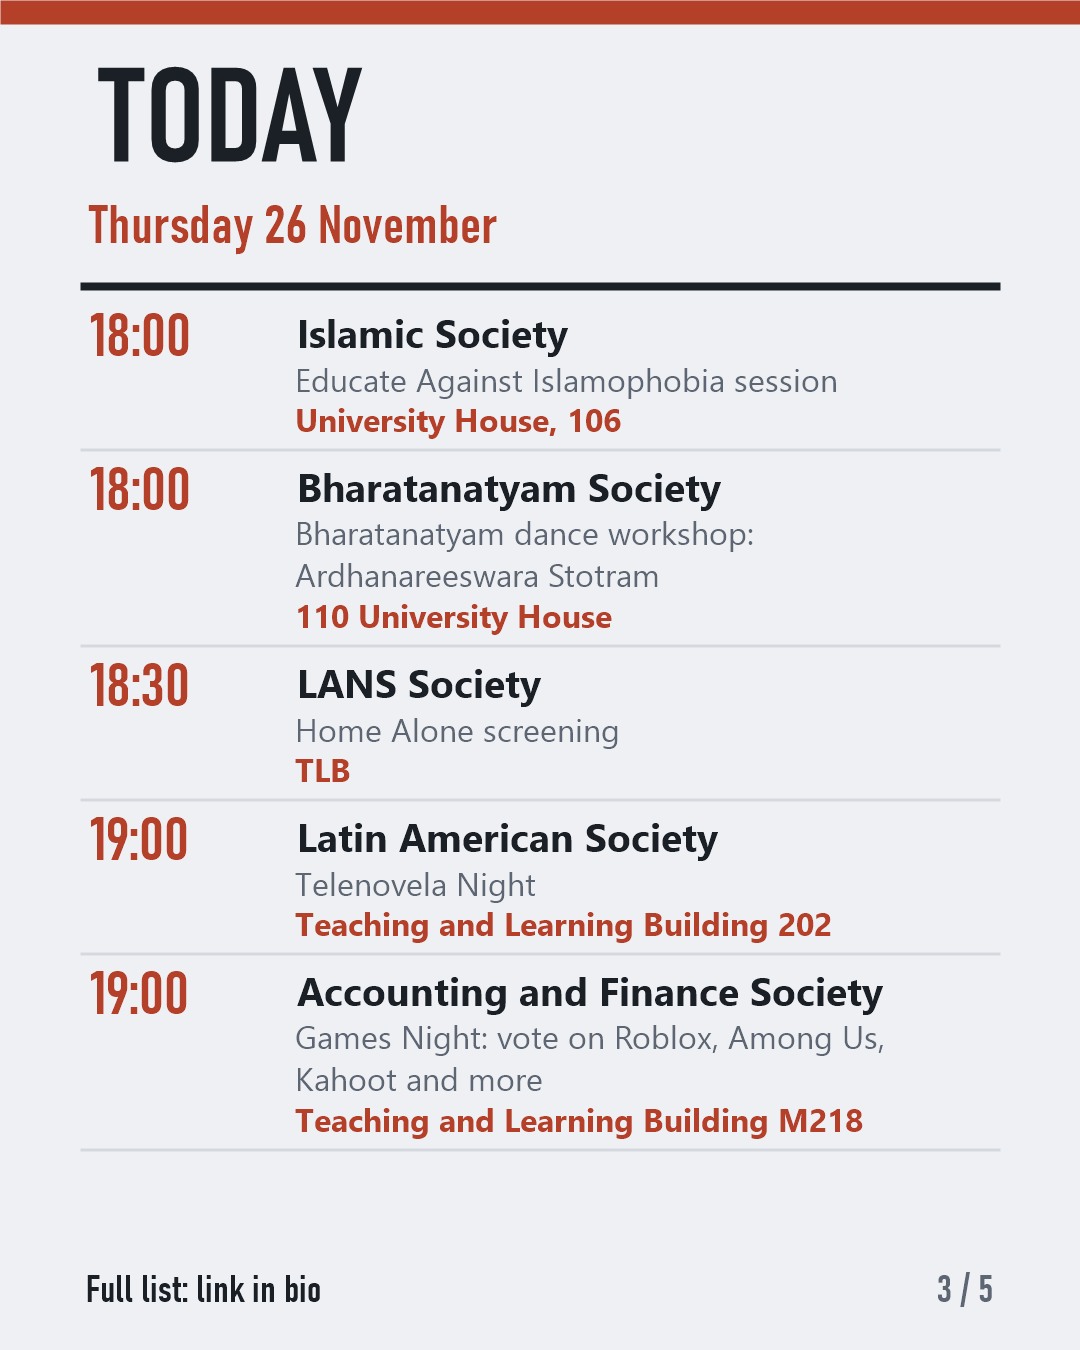 TODAY
Thursday 26 November
18:00
Islamic Society
Educate Against Islamophobia session
University House, 106
18:00
Bharatanatyam Society
Bharatanatyam dance workshop:
Ardhanareeswara Stotram
110 University House
18:30
LANS Society
Home Alone screening
TLB
19:00
Latin American Society
Telenovela Night
Teaching and Learning Building 202
19:00
Accounting and Finance Society
Games Night: vote on Roblox, Among Us,
Kahoot and more
Teaching and Learning Building M218
Full list: link in bio
3 / 5